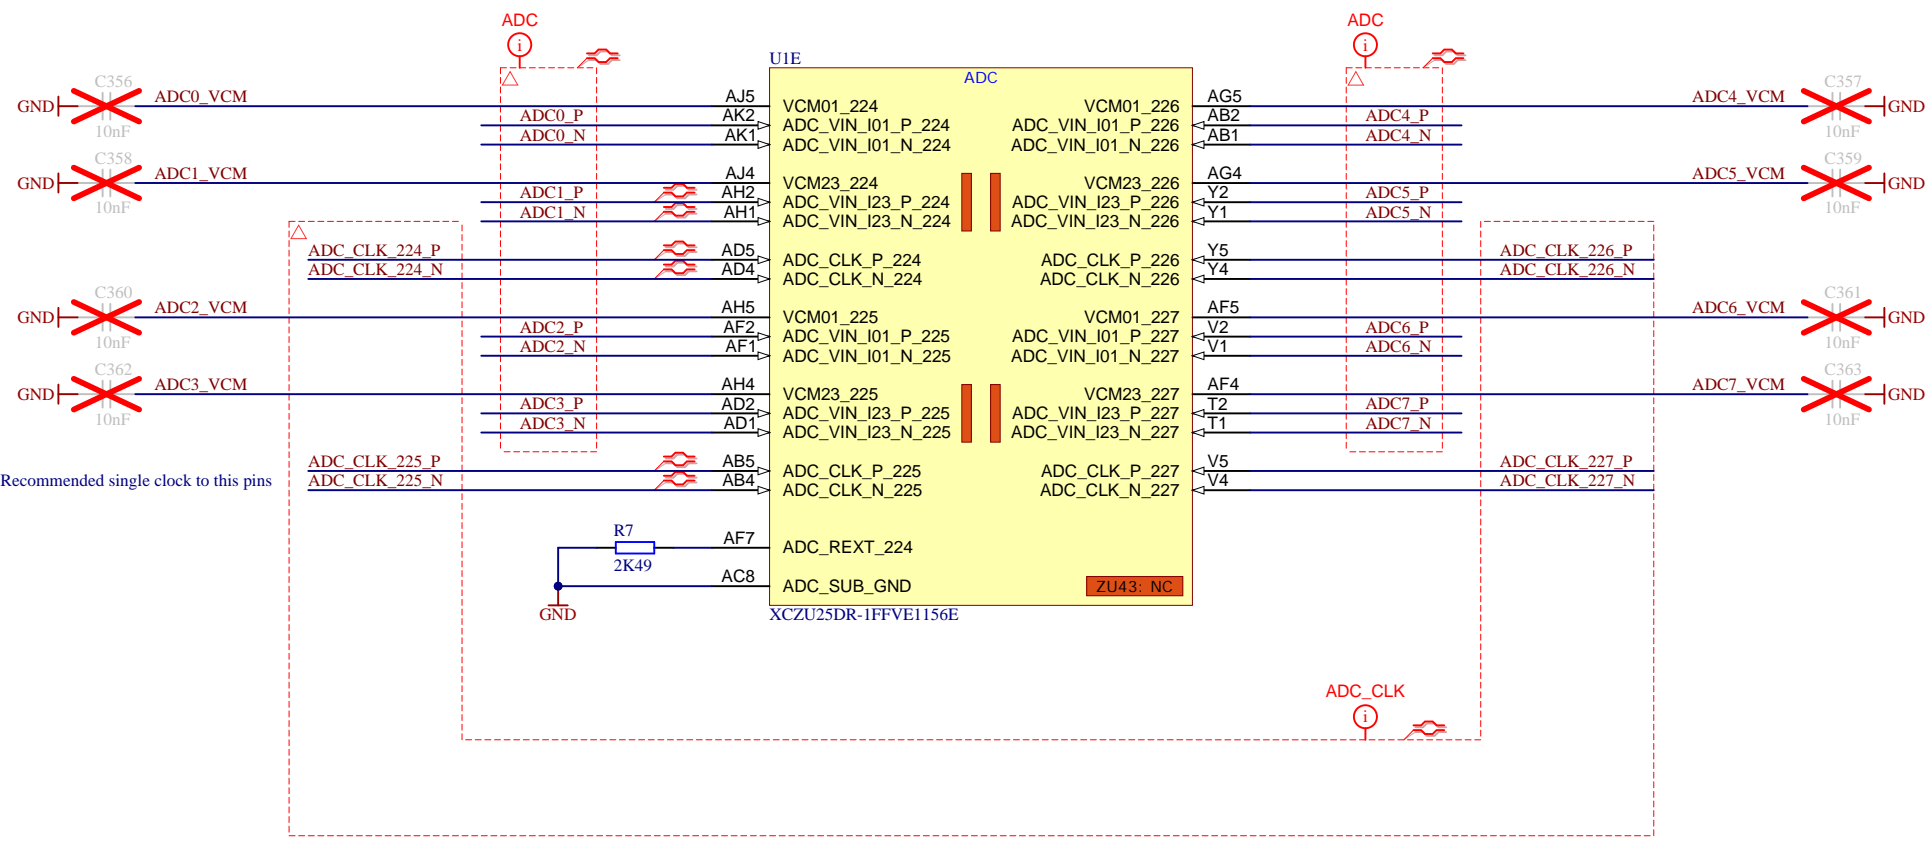 ADC
ADC
U1E
ADC
C356
GND
10nF
ADC0_VCM
AJ5
VCM01_224
ADC0_P
AK2
ADC_VIN_I01_P_224
ADC0_N
AK1
ADC_VIN_I01_N_224
C358
GND
10nF
ADC1_VCM
AJ4
VCM23_224
ADC1_P
AH2
ADC_VIN_I23_P_224
ADC1_N
AH1
ADC_VIN_I23_N_224
ADC_CLK_224_P
AD5
ADC_CLK_P_224
ADC_CLK_224_N
AD4
ADC_CLK_N_224
C360
GND
10nF
ADC2_VCM
AH5
VCM01_225
ADC2_P
AF2
ADC_VIN_I01_P_225
ADC2_N
AF1
ADC_VIN_I01_N_225
C362
GND
10nF
ADC3_VCM
AH4
VCM23_225
ADC3_P
AD2
ADC_VIN_I23_P_225
ADC3_N
AD1
ADC_VIN_I23_N_225
Recommended single clock to this pins
ADC_CLK_225_P
AB5
ADC_CLK_P_225
ADC_CLK_225_N
AB4
ADC_CLK_N_225
R7
2K49
AF7
ADC_REXT_224
AC8
ADC_SUB_GND
GND
VCM01_226
AG5
ADC4_VCM
C357
GND
10nF
ADC_VIN_I01_P_226
AB2
ADC4_P
ADC_VIN_I01_N_226
AB1
ADC4_N
VCM23_226
AG4
ADC5_VCM
C359
GND
10nF
ADC_VIN_I23_P_226
Y2
ADC5_P
ADC_VIN_I23_N_226
Y1
ADC5_N
ADC_CLK_P_226
Y5
ADC_CLK_226_P
ADC_CLK_N_226
Y4
ADC_CLK_226_N
VCM01_227
AF5
ADC6_VCM
C361
GND
10nF
ADC_VIN_I01_P_227
V2
ADC6_P
ADC_VIN_I01_N_227
V1
ADC6_N
VCM23_227
AF4
ADC7_VCM
C363
GND
10nF
ADC_VIN_I23_P_227
T2
ADC7_P
ADC_VIN_I23_N_227
T1
ADC7_N
ADC_CLK_P_227
V5
ADC_CLK_227_P
ADC_CLK_N_227
V4
ADC_CLK_227_N
ZU43: NC
XCZU25DR-1FFVE1156E
ADC_CLK